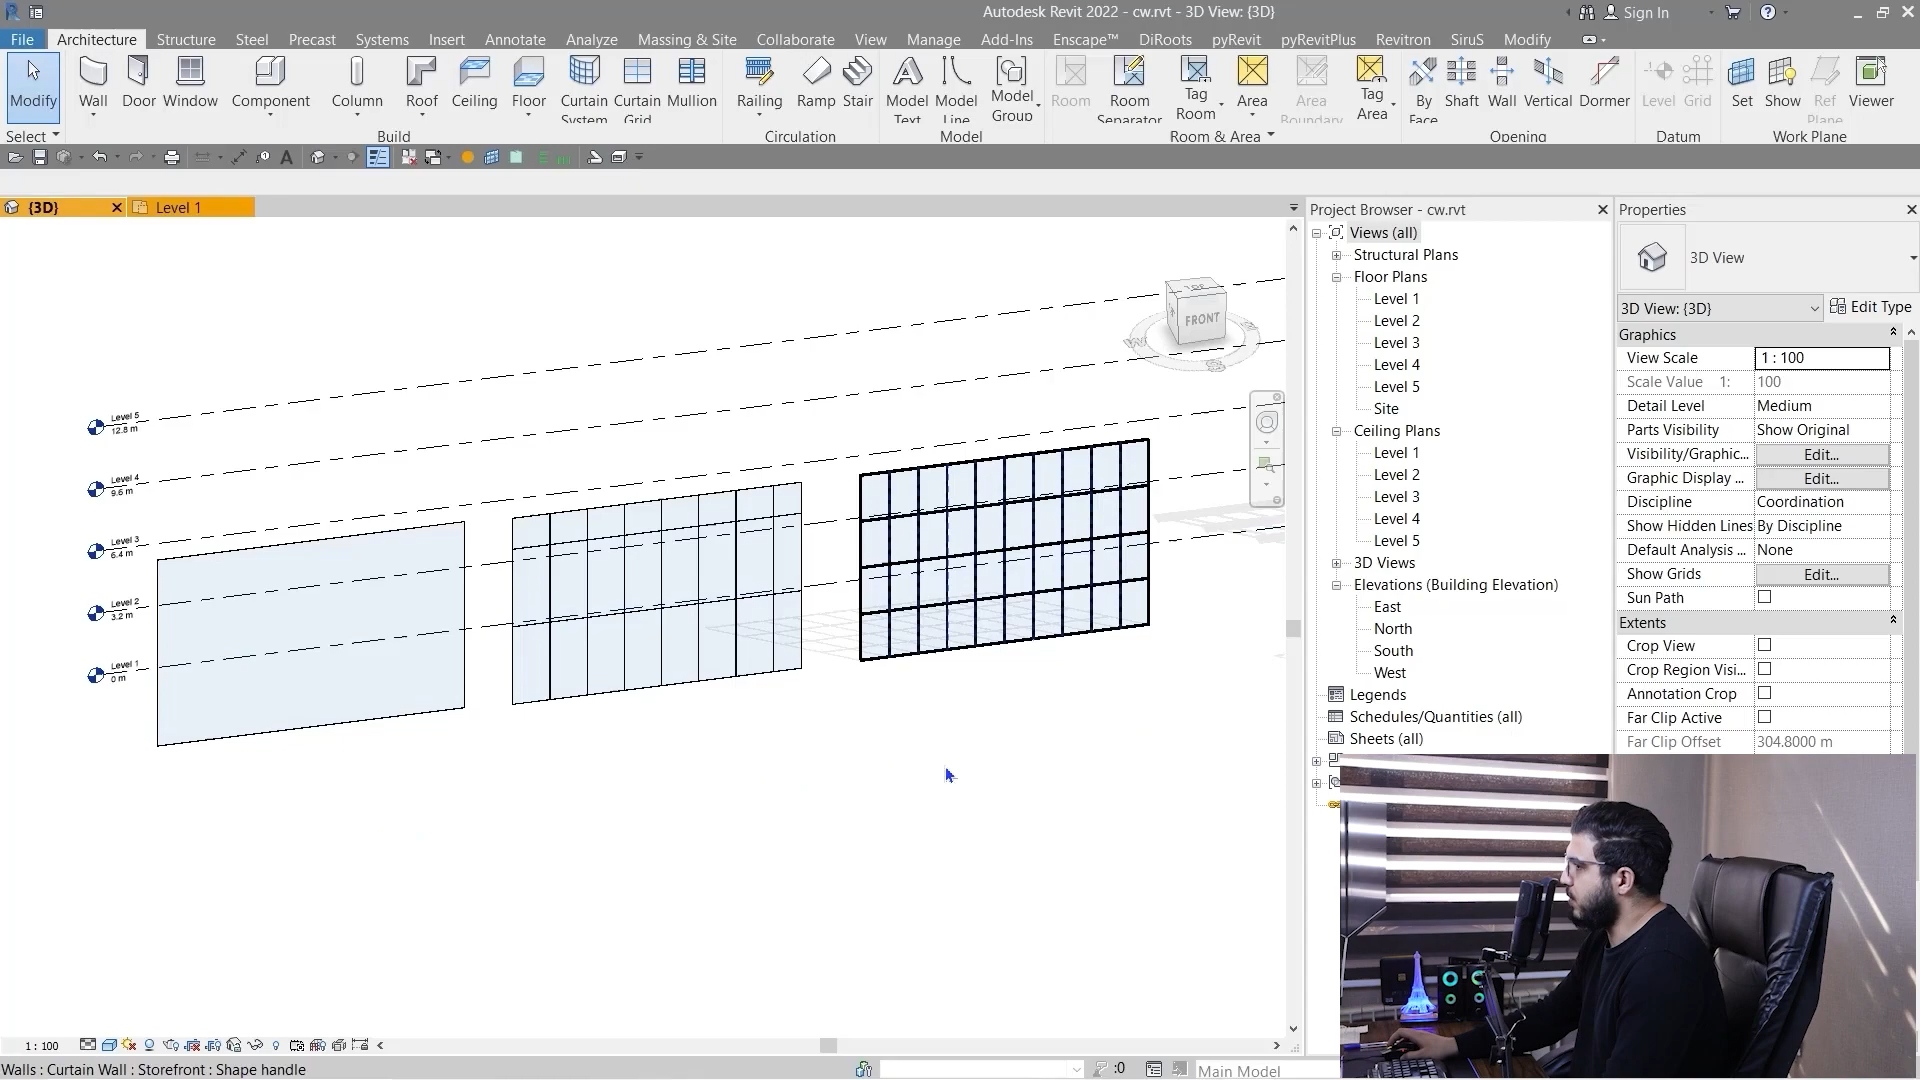 Autodesk Revit 2022 - cw.rvt - 3D View: {3D}
Sign In
File Architecture Structure Steel Precast Systems Insert Annotate Analyze Massing & Site Collaborate View Manage Add-Ins Enscape™ DiRoots pyRevit pyRevitPlus Revitron SiruS Modify
Modify Wall Door Window Component Column Roof Ceiling Floor Curtain System Curtain Grid Mullion Railing Ramp Stair Model Text Model Line Model Group Room Room Separator Tag Room Area Area Boundary Tag Area By Face Shaft Wall Vertical Dormer Level Grid Set Show Ref Plane Viewer
Select Build Circulation Model Room & Area Opening Datum Work Plane
{3D} Level 1
Level 5
12.8 m
Level 4
9.6 m
Level 3
6.4 m
Level 2
3.2 m
Level 1
0 m
TOP
FRONT
W
S
Project Browser - cw.rvt
Views (all)
Structural Plans
Floor Plans
Level 1
Level 2
Level 3
Level 4
Level 5
Site
Ceiling Plans
Level 1
Level 2
Level 3
Level 4
Level 5
3D Views
Elevations (Building Elevation)
East
North
South
West
Legends
Schedules/Quantities (all)
Sheets (all)
Properties
3D View
3D View: {3D} Edit Type
Graphics
View Scale 1 : 100
Scale Value 1: 100
Detail Level Medium
Parts Visibility Show Original
Visibility/Graphic... Edit...
Graphic Display ... Edit...
Discipline Coordination
Show Hidden Lines By Discipline
Default Analysis ... None
Show Grids Edit...
Sun Path
Extents
Crop View
Crop Region Visi...
Annotation Crop
Far Clip Active
Far Clip Offset 304.8000 m
1 : 100
Walls : Curtain Wall : Storefront : Shape handle
:0
Main Model